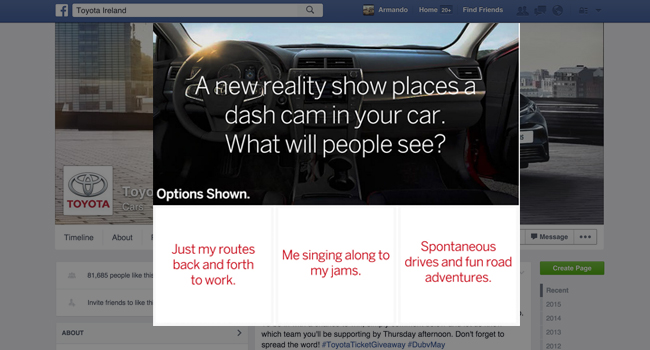 Toyota Ireland
Armando Home 20+ Find Friends
A new reality show places a
dash cam in your car.
What will people see?
Options Shown.
TOYOTA
Timeline About
Message
Just my routes
back and forth
to work.
Me singing along to
my jams.
Spontaneous
drives and fun road
adventures.
81,685 people like this
Invite friends to like this
ABOUT
Create Page
Recent
2015
2014
2013
2012
which team you'll be supporting by Thursday afternoon. Don't forget to
spread the word! #ToyotaTicketGiveaway #DubvMay